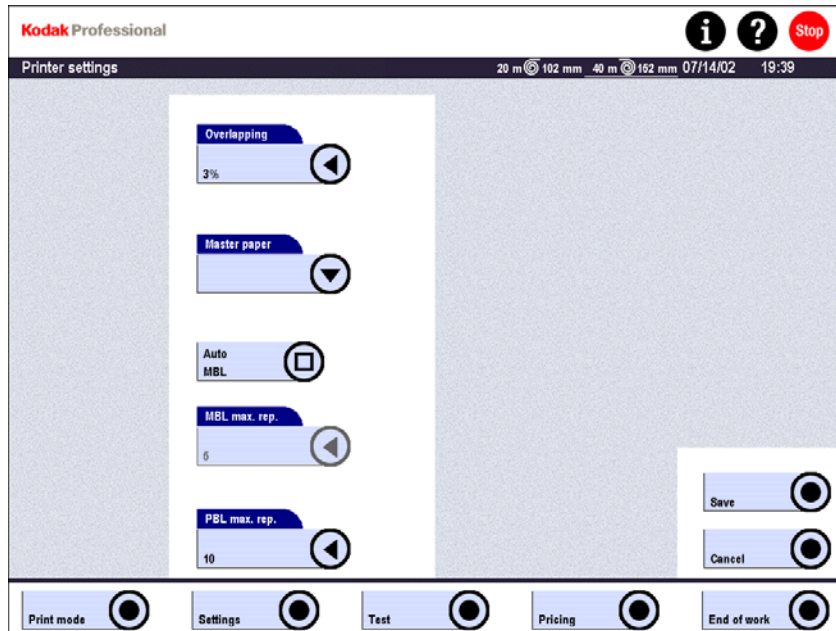 Kodak Professional
i ? Stop
Printer settings 20 m 102 mm 40 m 162 mm 07/14/02 19:39
Overlapping
3%
Master paper
Auto
MBL
MBL max. rep.
6
PBL max. rep.
10
Save
Cancel
Print mode Settings Test Pricing End of work